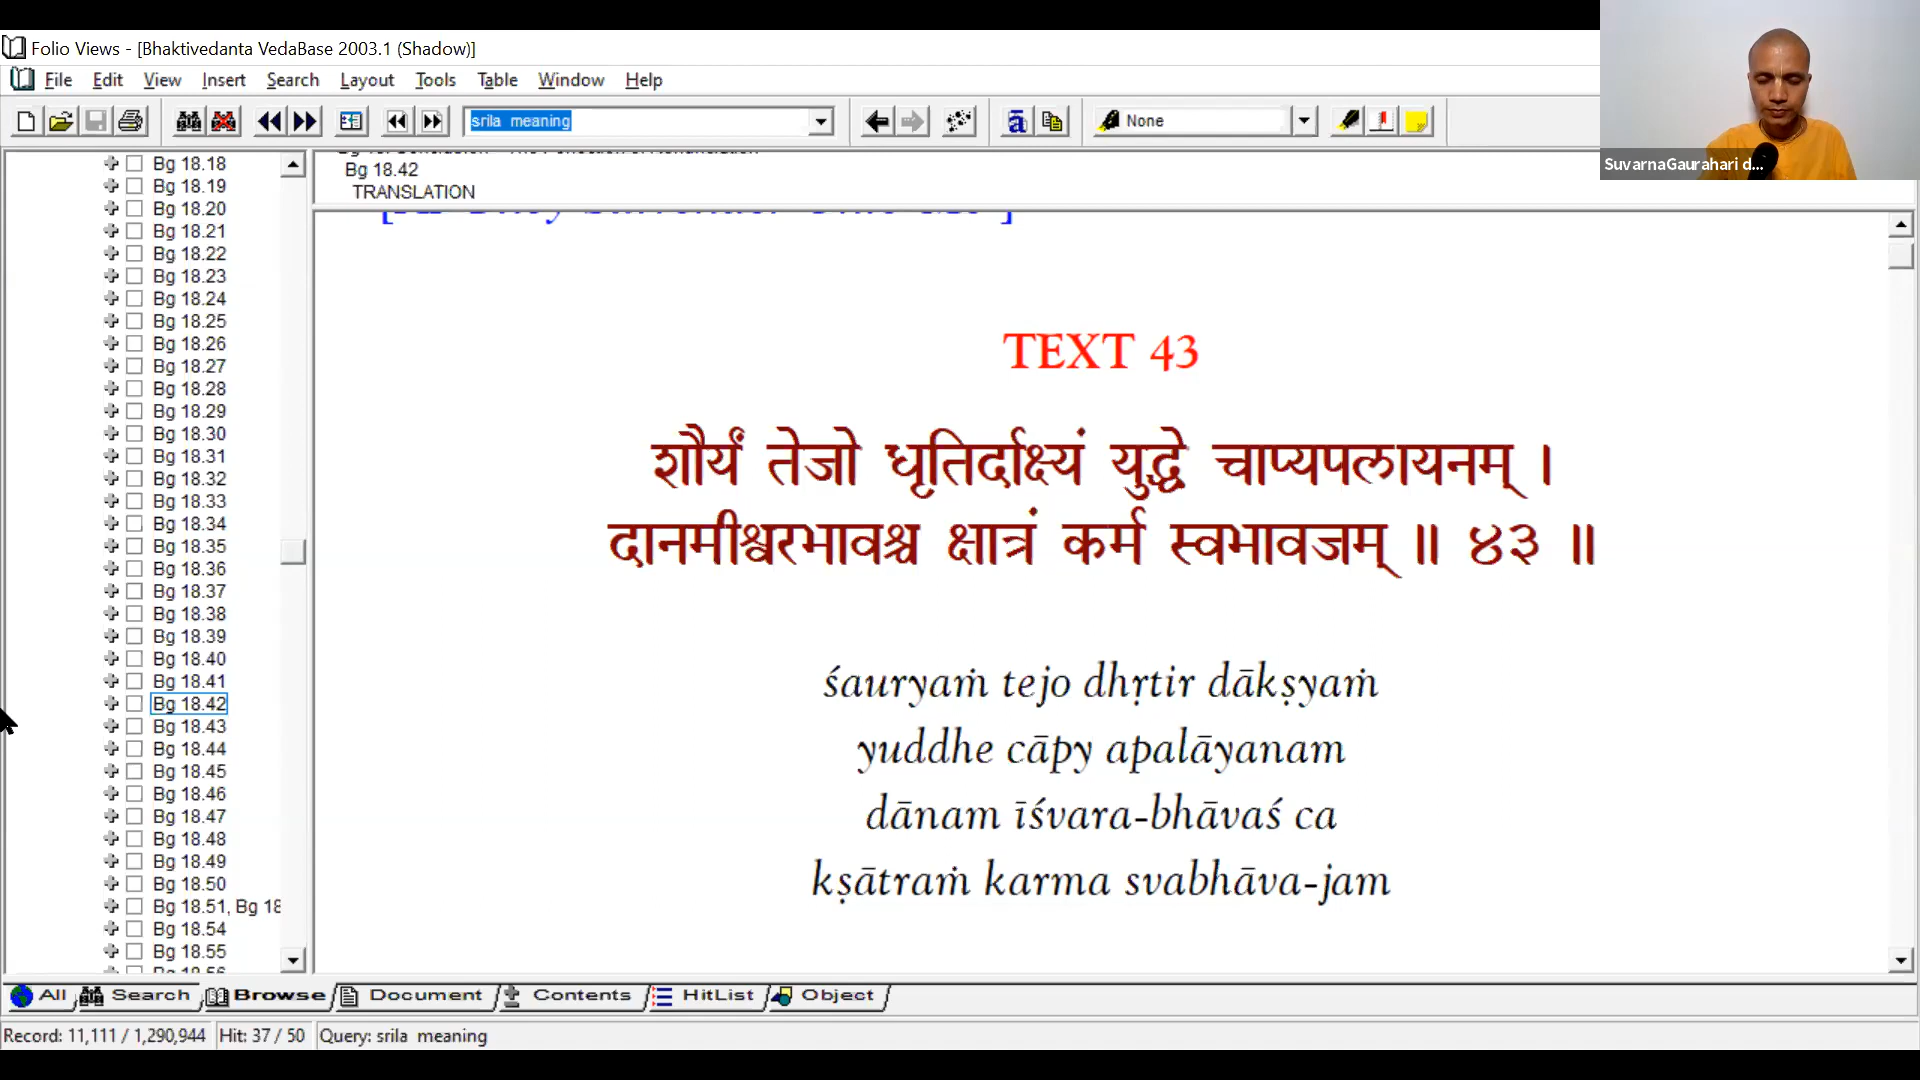 Folio Views - [Bhaktivedanta VedaBase 2003.1 (Shadow)]
File Edit View Insert Search Layout Tools Table Window Help
srila meaning
None
SuvarnaGaurahari d...
Bg 18.18
Bg 18.19
Bg 18.20
Bg 18.21
Bg 18.22
Bg 18.23
Bg 18.24
Bg 18.25
Bg 18.26
Bg 18.27
Bg 18.28
Bg 18.29
Bg 18.30
Bg 18.31
Bg 18.32
Bg 18.33
Bg 18.34
Bg 18.35
Bg 18.36
Bg 18.37
Bg 18.38
Bg 18.39
Bg 18.40
Bg 18.41
Bg 18.42
Bg 18.43
Bg 18.44
Bg 18.45
Bg 18.46
Bg 18.47
Bg 18.48
Bg 18.49
Bg 18.50
Bg 18.51, Bg 18
Bg 18.54
Bg 18.55
Bg 18.42
TRANSLATION
TEXT 43
शौर्यं तेजो धृतिर्दाक्ष्यं युद्धे चाप्यपलायनम् ।
दानमीश्वरभावश्च क्षात्रं कर्म स्वभावजम् ॥ ४३ ॥
śauryaṁ tejo dhṛtir dākṣyaṁ
yuddhe cāpy apalāyanam
dānam īśvara-bhāvaś ca
kṣātraṁ karma svabhāva-jam
All Search Browse Document Contents HitList Object
Record: 11,111 / 1,290,944 Hit: 37 / 50 Query: srila meaning